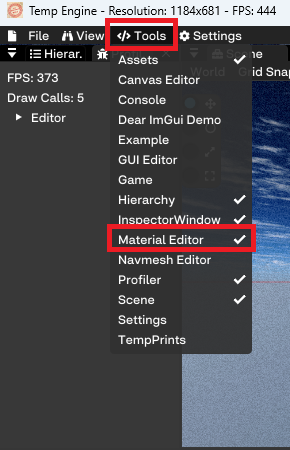 Temp Engine - Resolution: 1184x681 - FPS: 444
File View Tools Settings
Hierar. Scene
World Grid Snap
FPS: 373
Draw Calls: 5
Editor
Assets
Canvas Editor
Console
Dear ImGui Demo
Example
GUI Editor
Game
Hierarchy
InspectorWindow
Material Editor
Navmesh Editor
Profiler
Scene
Settings
TempPrints